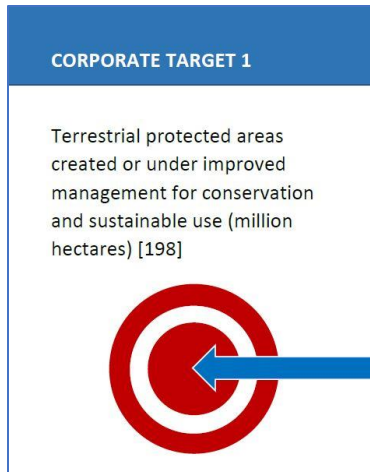 CORPORATE TARGET 1
Terrestrial protected areas
created or under improved
management for conservation
and sustainable use (million
hectares) [198]